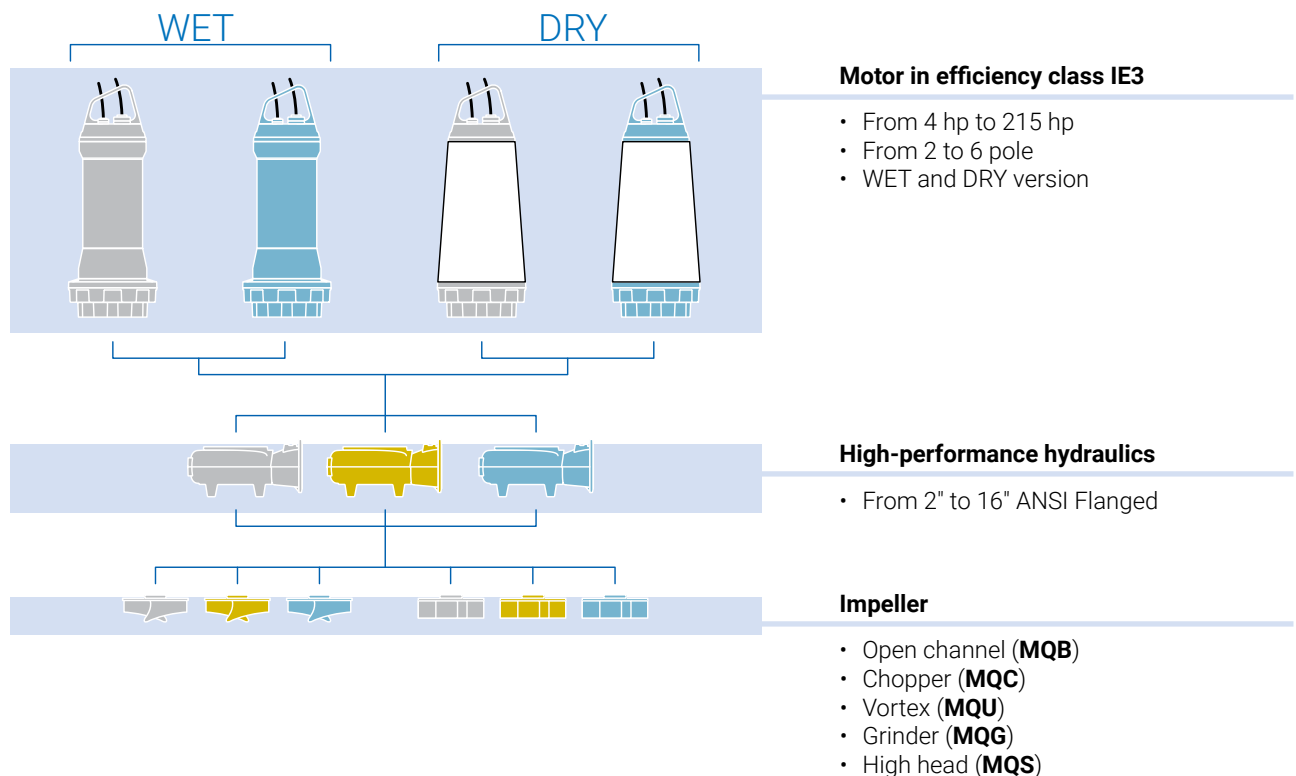 WET
DRY
Motor in efficiency class IE3
• From 4 hp to 215 hp
• From 2 to 6 pole
• WET and DRY version
High-performance hydraulics
• From 2" to 16" ANSI Flanged
Impeller
• Open channel (MQB)
• Chopper (MQC)
• Vortex (MQU)
• Grinder (MQG)
• High head (MQS)